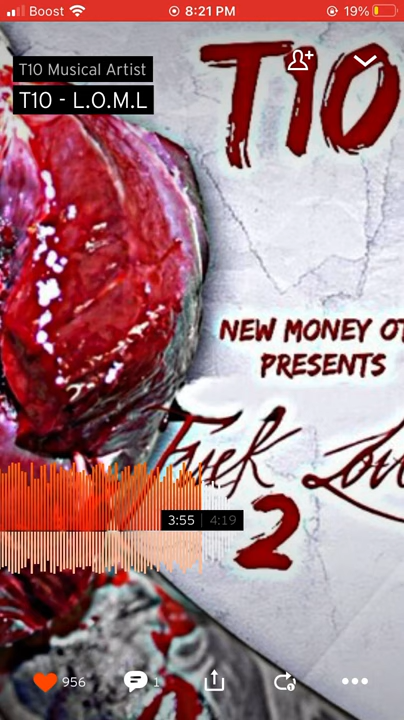 Boost 8:21 PM 19%
T10 Musical Artist
T10 - L.O.M.L
T10
NEW MONEY OT
PRESENTS
Fuck Lov
2
3:55 | 4:19
956 1